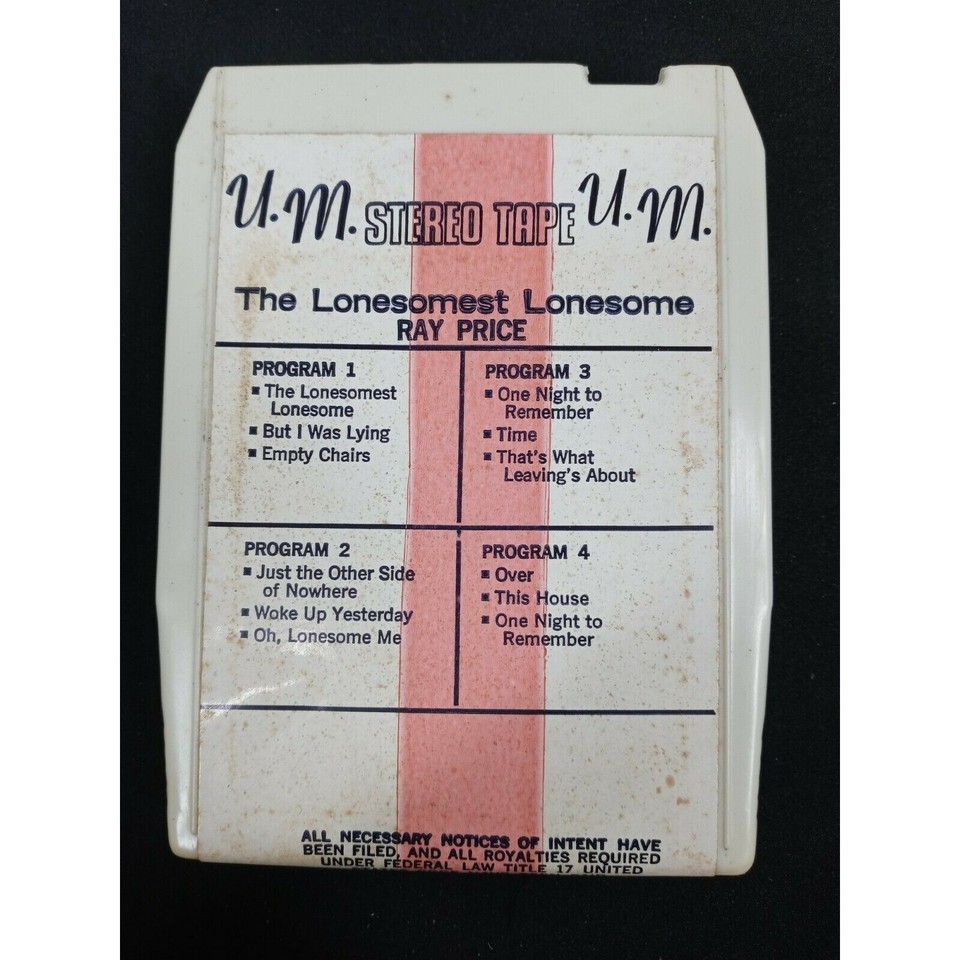 U.M. STEREO TAPE U.M.
The Lonesomest Lonesome
RAY PRICE
PROGRAM 1
▪ The Lonesomest
Lonesome
▪ But I Was Lying
▪ Empty Chairs
PROGRAM 3
▪ One Night to
Remember
▪ Time
▪ That's What
Leaving's About
PROGRAM 2
▪ Just the Other Side
of Nowhere
▪ Woke Up Yesterday
▪ Oh, Lonesome Me
PROGRAM 4
▪ Over
▪ This House
▪ One Night to
Remember
ALL NECESSARY NOTICES OF INTENT HAVE
BEEN FILED, AND ALL ROYALTIES REQUIRED
UNDER FEDERAL LAW TITLE 17 UNITED